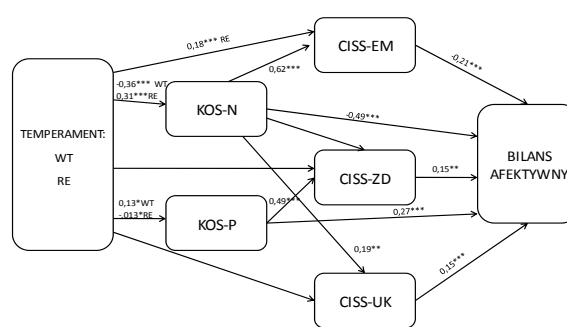 0,18*** RE
CISS-EM
-0,21***
-0,36*** WT
0,62***
0,31***RE
KOS-N
-0,49***
TEMPERAMENT:
WT
RE
BILANS
AFEKTYWNY
CISS-ZD
0,15**
0,13*WT
-.013*RE
KOS-P
0,49***
0,27***
0,19**
CISS-UK
0,15***